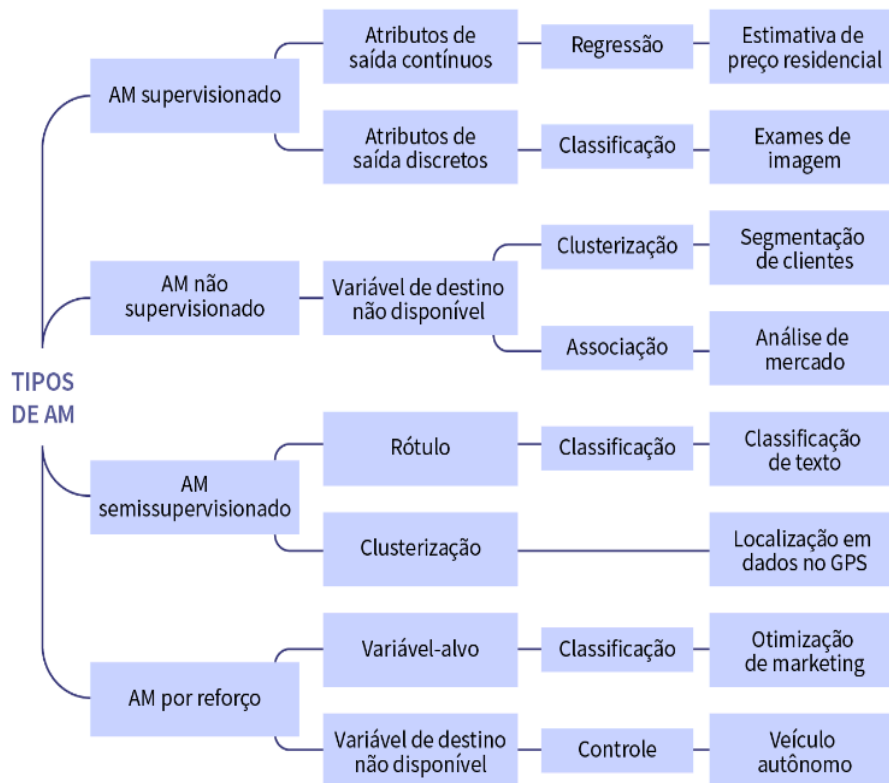 TIPOS
DE AM
AM supervisionado
Atributos de
saída contínuos
Regressão
Estimativa de
preço residencial
Atributos de
saída discretos
Classificação
Exames de
imagem
AM não
supervisionado
Variável de destino
não disponível
Clusterização
Segmentação
de clientes
Associação
Análise de
mercado
AM
semissupervisionado
Rótulo
Classificação
Classificação
de texto
Clusterização
Localização em
dados no GPS
AM por reforço
Variável-alvo
Classificação
Otimização
de marketing
Variável de destino
não disponível
Controle
Veículo
autônomo